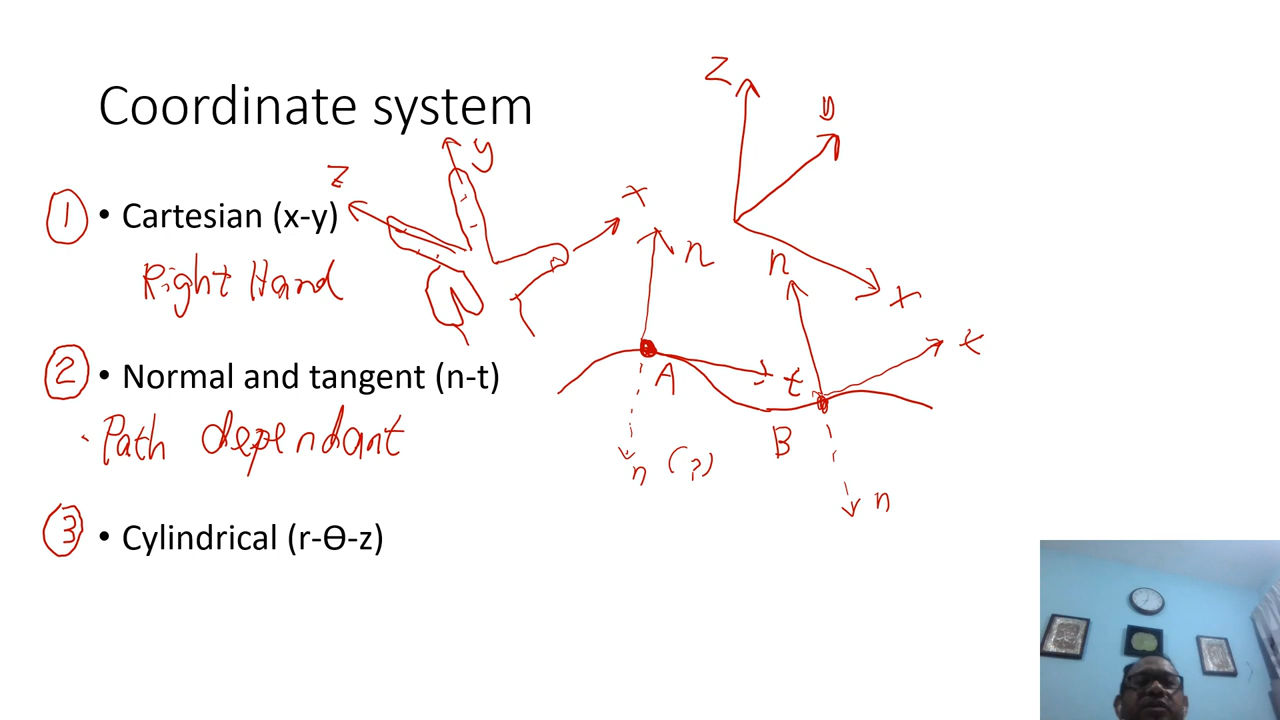 Coordinate system
Z
y
x
z
y
x
① • Cartesian (x-y)
Right Hand
n
t
A
n (?)
n
t
B
n
② • Normal and tangent (n-t)
Path dependant
③ • Cylindrical (r-Ɵ-z)